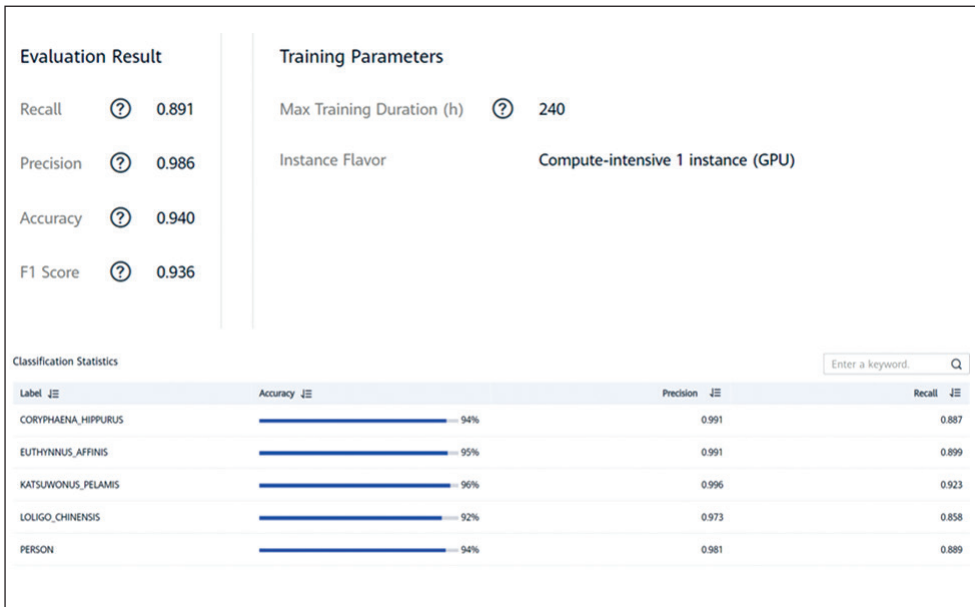 Evaluation Result
Training Parameters
Recall ? 0.891
Max Training Duration (h) ? 240
Precision ? 0.986
Instance Flavor Compute-intensive 1 instance (GPU)
Accuracy ? 0.940
F1 Score ? 0.936
Classification Statistics
Enter a keyword.
Label Accuracy Precision Recall
CORYPHAENA_HIPPURUS 94% 0.991 0.887
EUTHYNNUS_AFFINIS 95% 0.991 0.899
KATSUWONUS_PELAMIS 96% 0.996 0.923
LOLIGO_CHINENSIS 92% 0.973 0.858
PERSON 94% 0.981 0.889